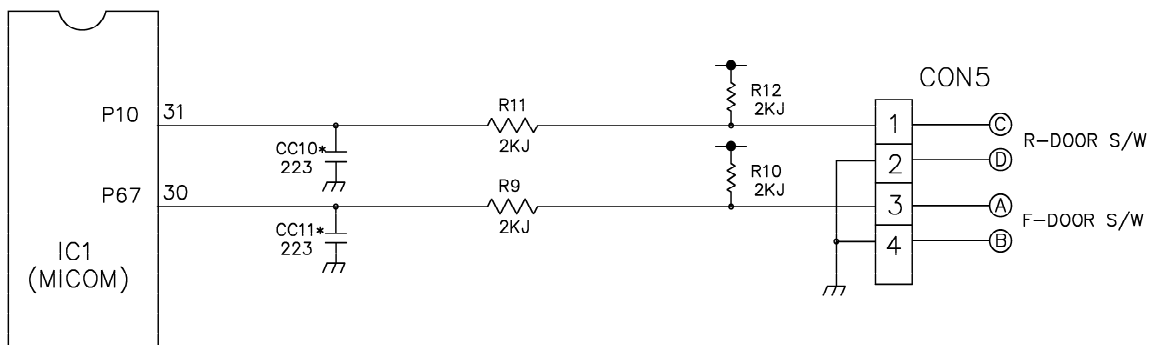 CON5
R12
2KJ
P10
31
R11
2KJ
1
C
R-DOOR S/W
CC10*
223
2
D
R10
2KJ
P67
30
R9
2KJ
3
A
F-DOOR S/W
CC11*
223
4
B
IC1
(MICOM)